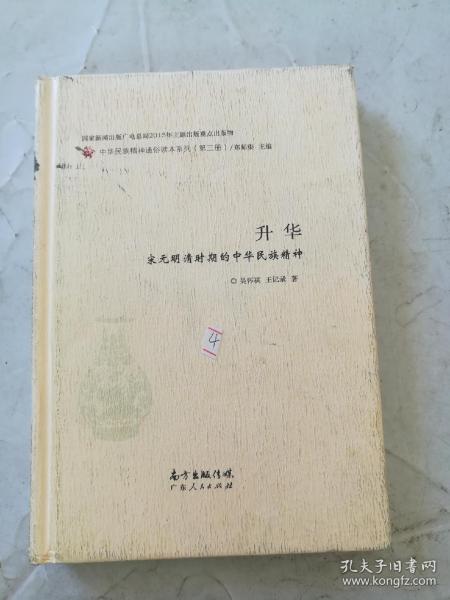 国家新闻出版广电总局2015年主题出版重点出版物
中华民族精神通俗读本系列（第三册）/郑师渠 主编
升华
宋元明清时期的中华民族精神
◎吴怀祺 王记录 著
4
南方出版传媒
广东人民出版社
孔夫子旧书网
www.kongfz.com